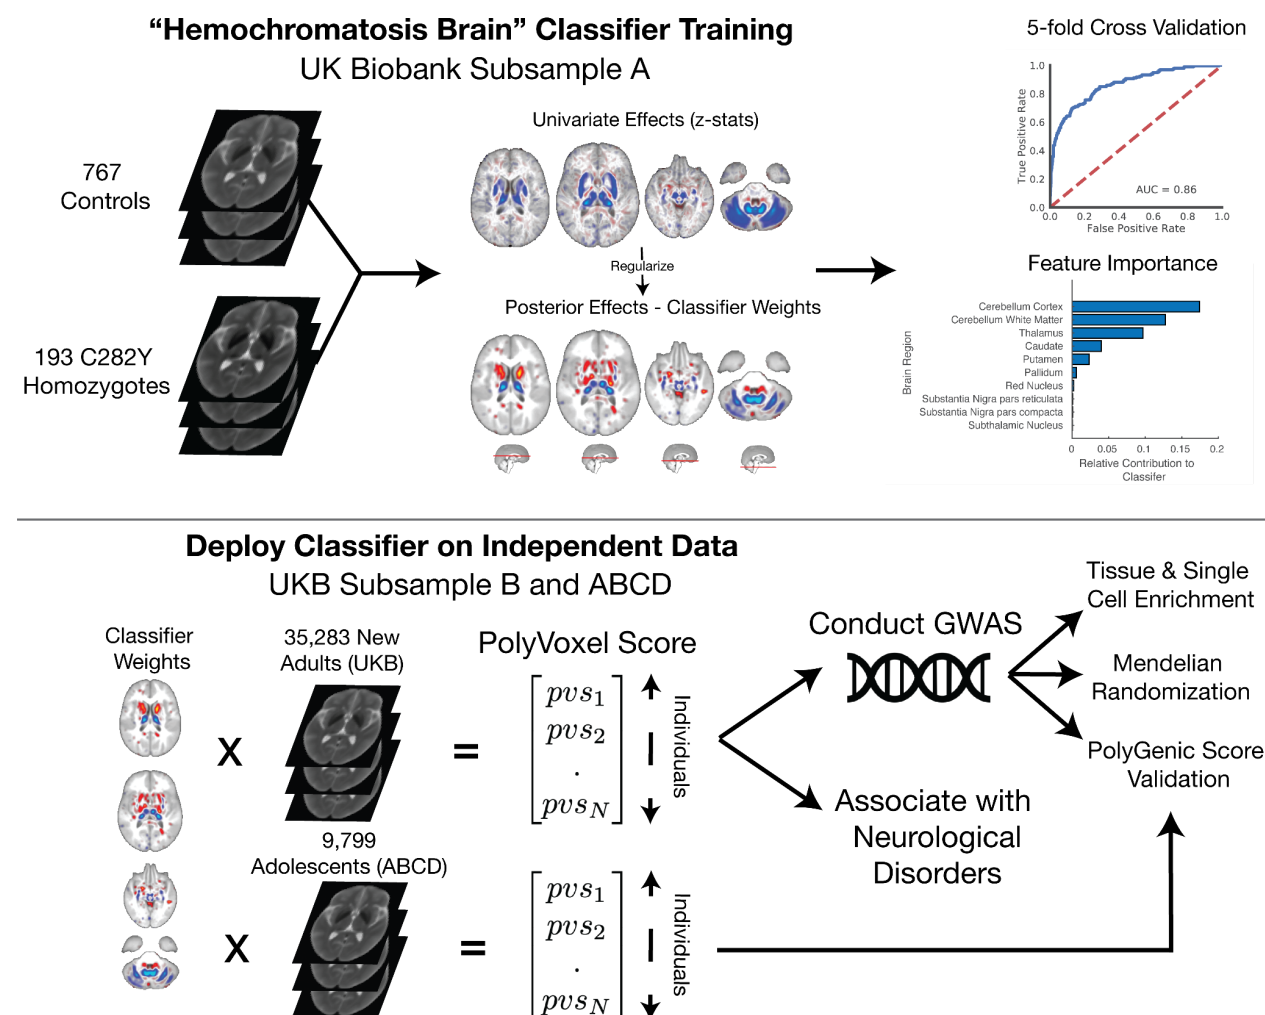 “Hemochromatosis Brain” Classifier Training
UK Biobank Subsample A
767
Controls
193 C282Y
Homozygotes
Univariate Effects (z-stats)
Regularize
Posterior Effects - Classifier Weights
5-fold Cross Validation
True Positive Rate
1.0
0.8
0.6
0.4
0.2
0.0
AUC = 0.86
0.0 0.2 0.4 0.6 0.8 1.0
False Positive Rate
Feature Importance
Brain Region
Cerebellum Cortex
Cerebellum White Matter
Thalamus
Caudate
Putamen
Pallidum
Red Nucleus
Substantia Nigra pars reticulata
Substantia Nigra pars compacta
Subthalamic Nucleus
0 0.05 0.1 0.15 0.2
Relative Contribution to
Classifer
Deploy Classifier on Independent Data
UKB Subsample B and ABCD
Classifier
Weights
35,283 New
Adults (UKB)
PolyVoxel Score
X
=
pvs1
pvs2
.
pvsN
Individuals
9,799
Adolescents (ABCD)
X
=
pvs1
pvs2
.
pvsN
Individuals
Conduct GWAS
Associate with
Neurological
Disorders
Tissue & Single
Cell Enrichment
Mendelian
Randomization
PolyGenic Score
Validation